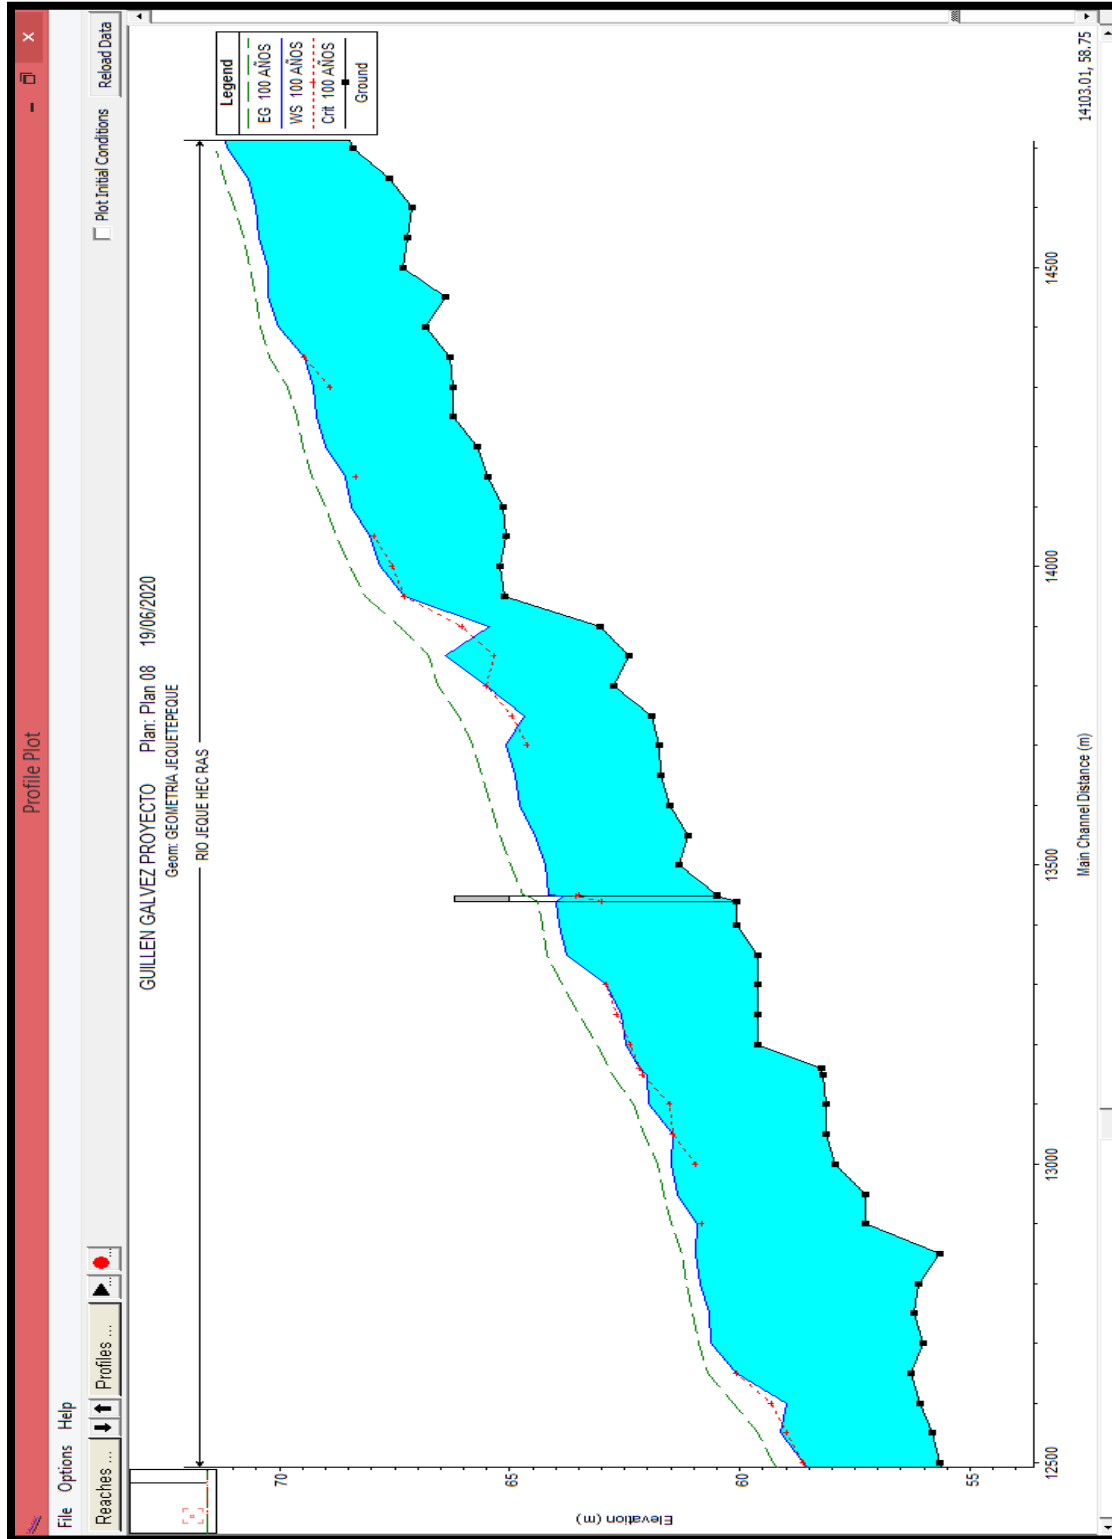 Profile Plot
File Options Help
Reaches ... Profiles ... Plot Initial Conditions Reload Data
GUILLEN GALVEZ PROYECTO Plan: Plan 08 19/06/2020
Geom: GEOMETRIA JEQUETEPEQUE
RIO JEQUE HEC RAS
Legend
EG 100 AÑOS
WS 100 AÑOS
Crit 100 AÑOS
Ground
Elevation (m)
70
65
60
55
12500 13000 13500 14000 14500
Main Channel Distance (m)
14103.01, 58.75